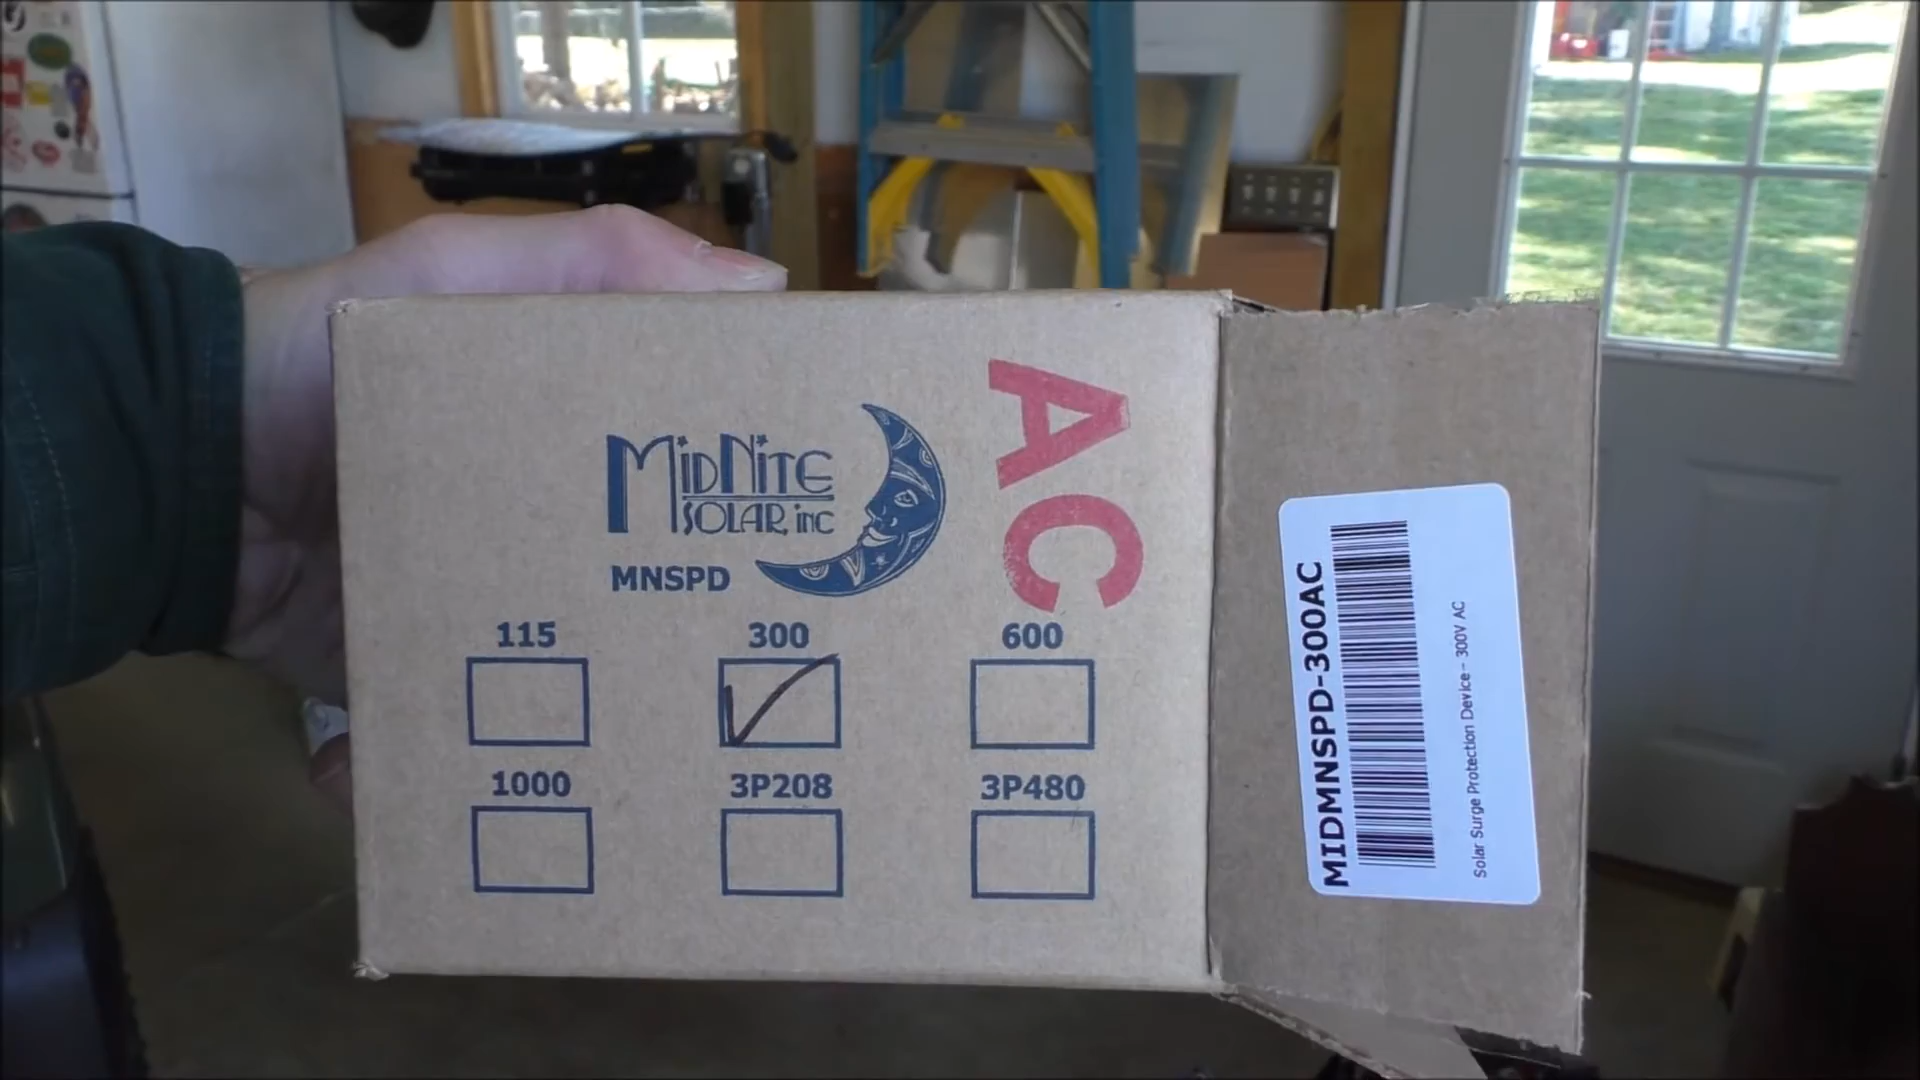 MIDNITE
SOLAR, inc
MNSPD
AC
115 300 600
1000 3P208 3P480
MIDMNSPD-300AC
Solar Surge Protection Device - 300V AC